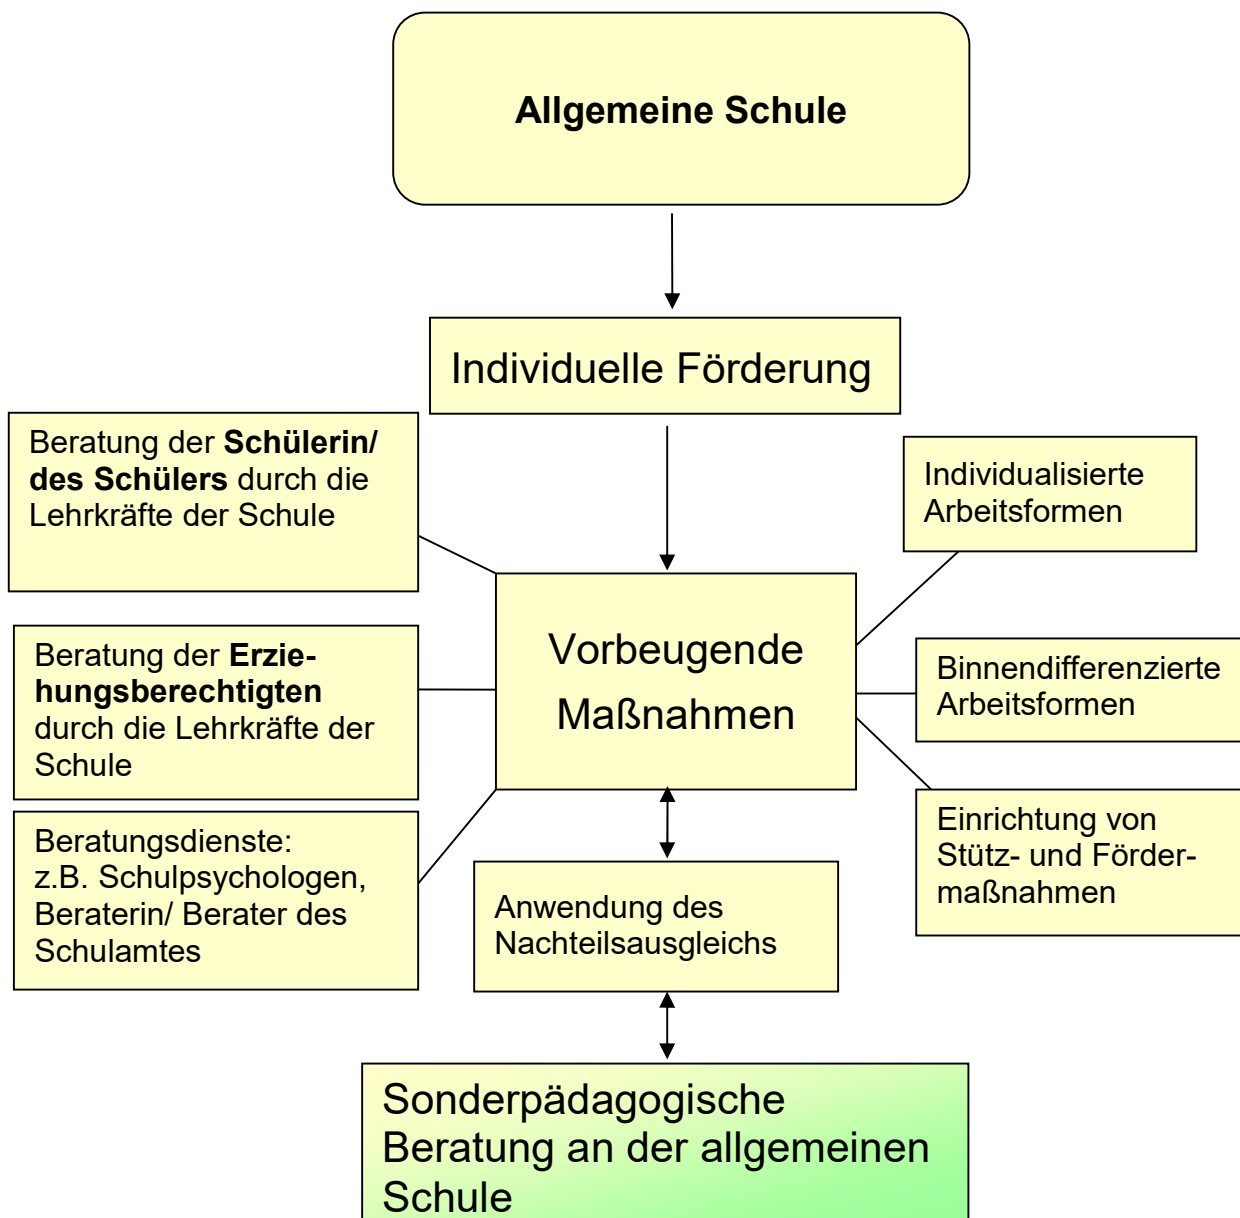 Allgemeine Schule
Individuelle Förderung
Beratung der Schülerin/
des Schülers durch die
Lehrkräfte der Schule
Individualisierte
Arbeitsformen
Vorbeugende
Maßnahmen
Beratung der Erzie-
hungsberechtigten
durch die Lehrkräfte der
Schule
Binnendifferenzierte
Arbeitsformen
Beratungsdienste:
z.B. Schulpsychologen,
Beraterin/ Berater des
Schulamtes
Einrichtung von
Stütz- und Förder-
maßnahmen
Anwendung des
Nachteilsausgleichs
Sonderpädagogische
Beratung an der allgemeinen
Schule